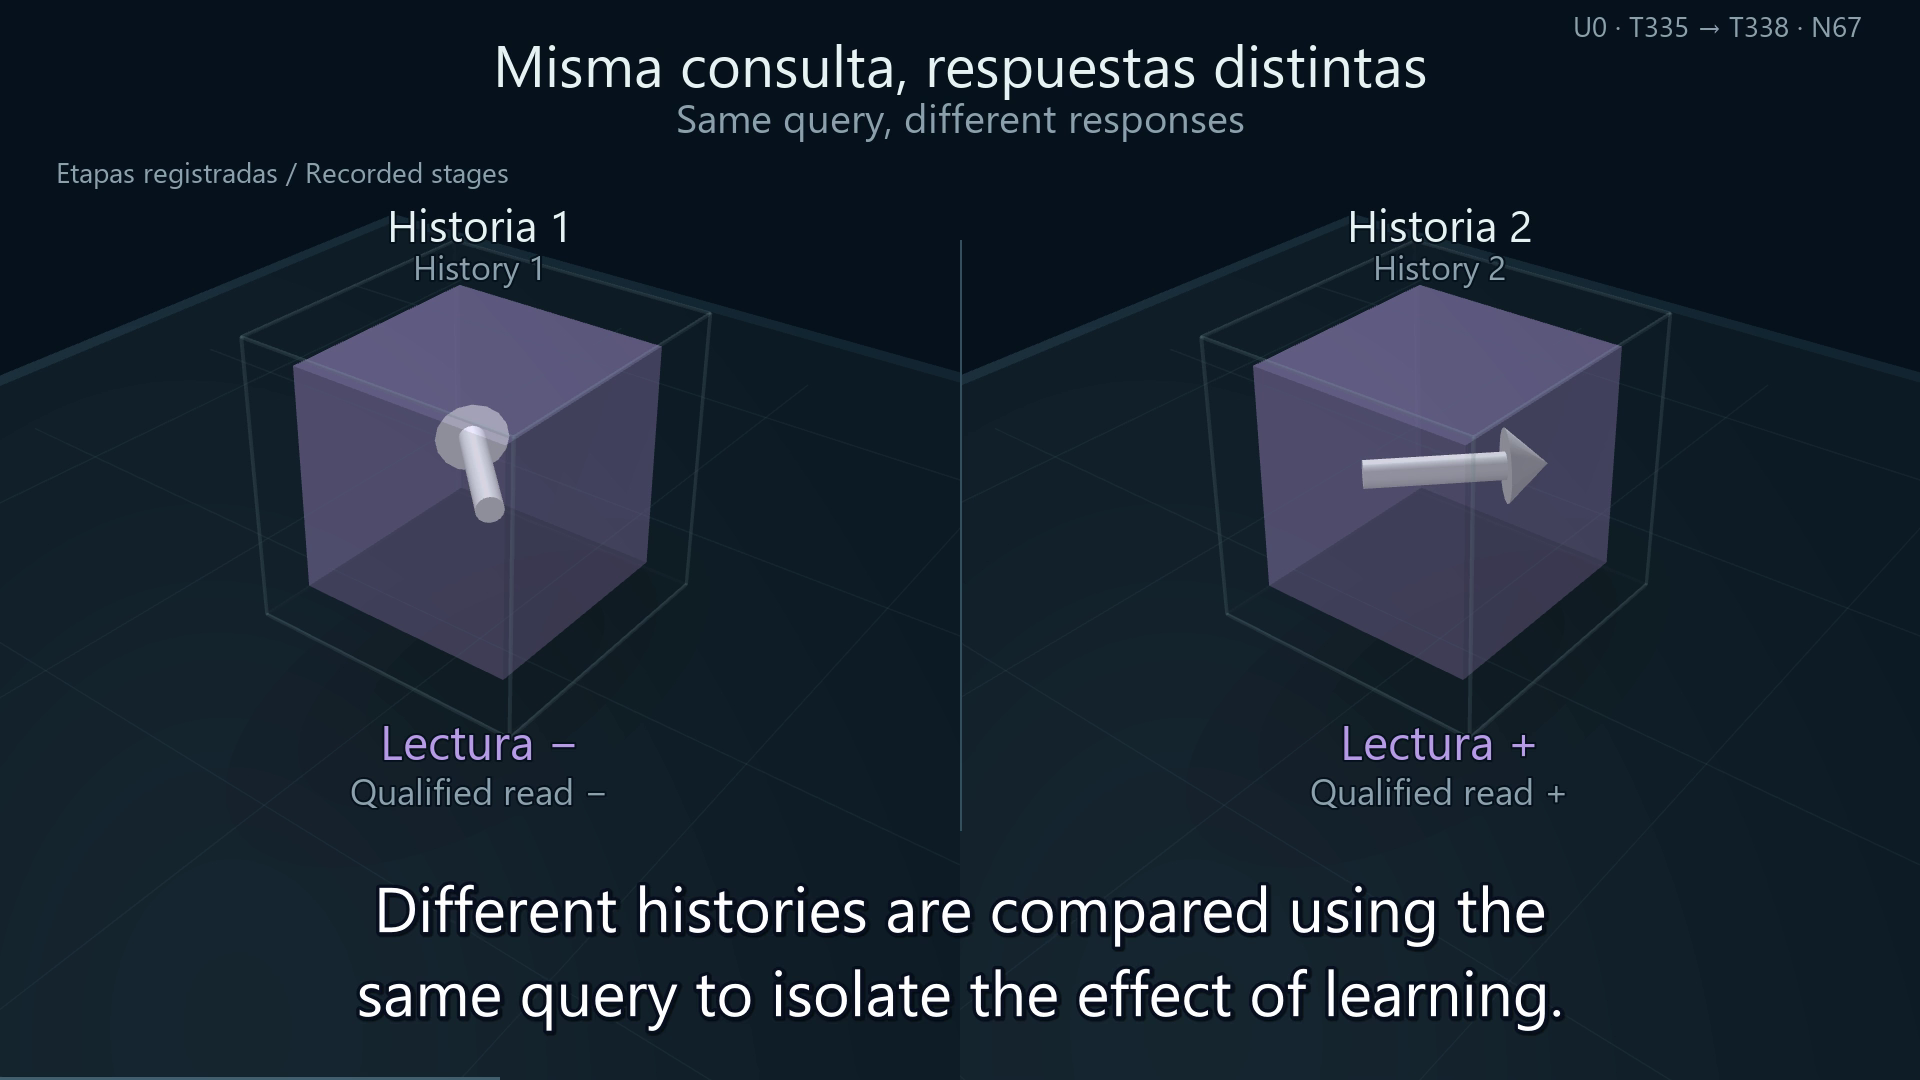 U0 · T335 → T338 · N67
Misma consulta, respuestas distintas
Same query, different responses
Etapas registradas / Recorded stages
Historia 1
History 1
Historia 2
History 2
Lectura −
Qualified read −
Lectura +
Qualified read +
Different histories are compared using the
same query to isolate the effect of learning.